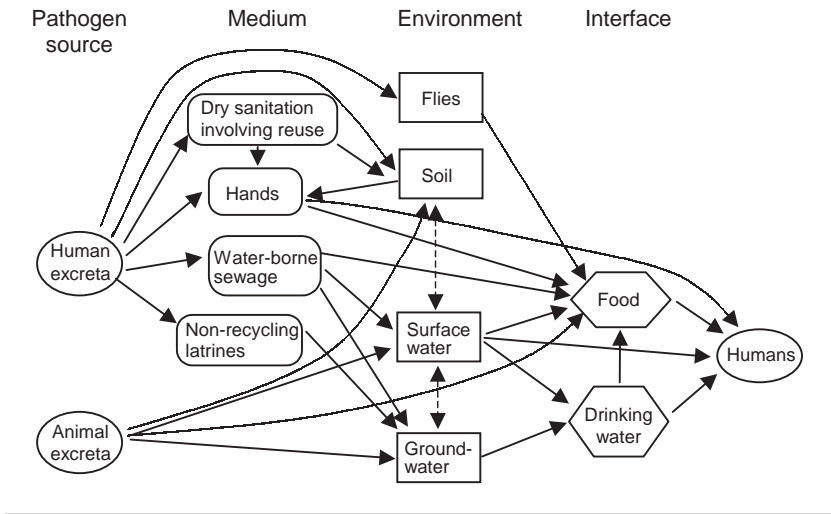 Pathogen
source
Medium
Environment
Interface
Flies
Dry sanitation
involving reuse
Soil
Hands
Human
excreta
Water-borne
sewage
Food
Non-recycling
latrines
Surface
water
Humans
Animal
excreta
Drinking
water
Ground-
water